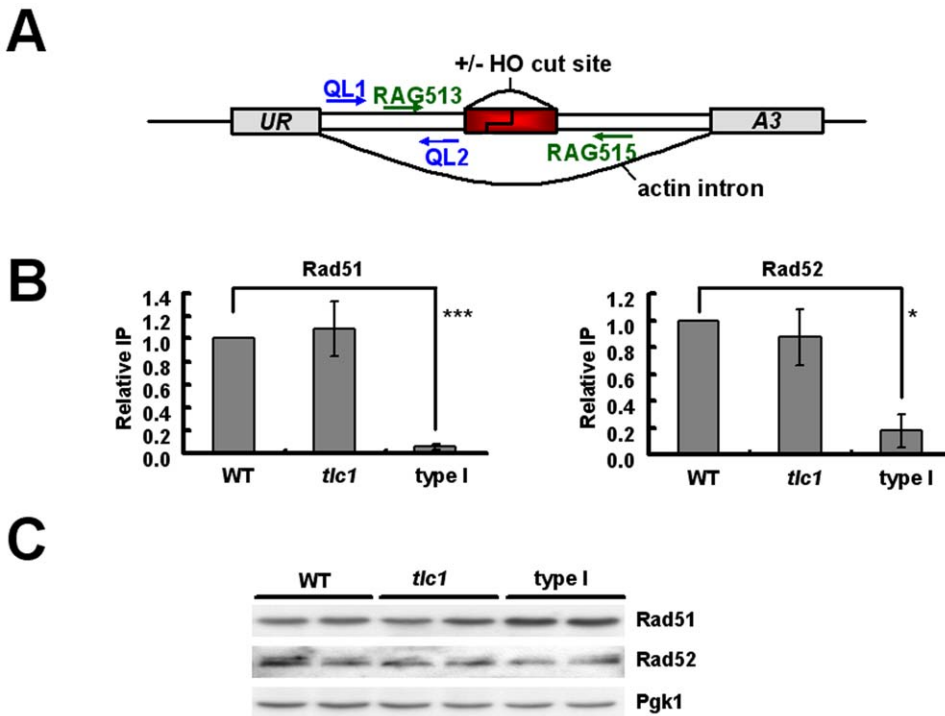 A
+/- HO cut site
QL1
RAG513
UR
A3
QL2
RAG515
actin intron
B
Rad51
Relative IP
1.4
1.2
1.0
0.8
0.6
0.4
0.2
0.0
***
WT
tlc1
type I
Rad52
Relative IP
1.2
1.0
0.8
0.6
0.4
0.2
0.0
*
WT
tlc1
type I
C
WT
tlc1
type I
Rad51
Rad52
Pgk1